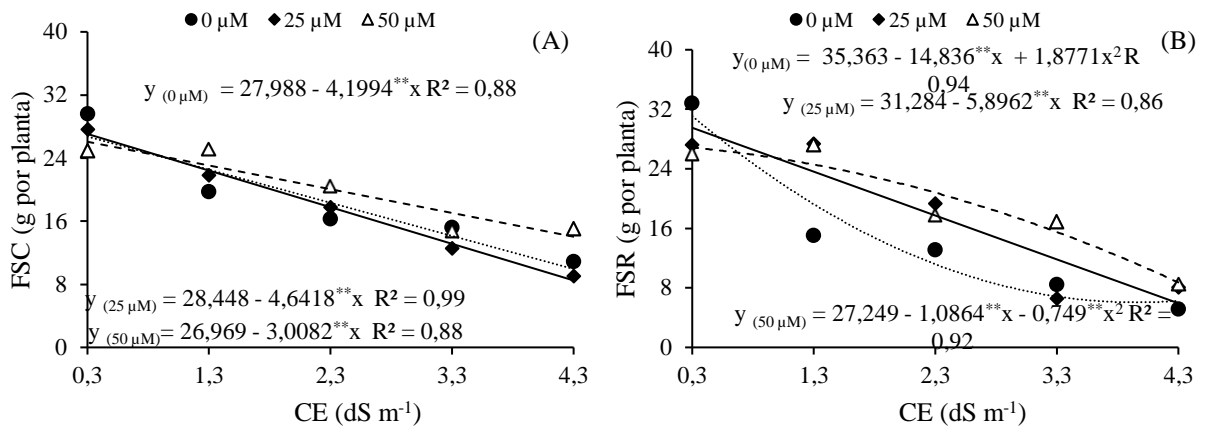 ● 0 µM ◆ 25 µM △ 50 µM
(A)
y (0 µM) = 27,988 - 4,1994**x R² = 0,88
y (25 µM) = 28,448 - 4,6418**x R² = 0,99
y (50 µM) = 26,969 - 3,0082**x R² = 0,88
FSC (g por planta)
40
32
24
16
8
0
0,3 1,3 2,3 3,3 4,3
CE (dS m⁻¹)
● 0 µM ◆ 25 µM △ 50 µM
(B)
y(0 µM) = 35,363 - 14,836**x + 1,8771x² R
0,94
y (25 µM) = 31,284 - 5,8962**x R² = 0,86
y (50 µM) = 27,249 - 1,0864**x - 0,749**x² R² =
0,92
FSR (g por planta)
40
32
24
16
8
0
0,3 1,3 2,3 3,3 4,3
CE (dS m⁻¹)